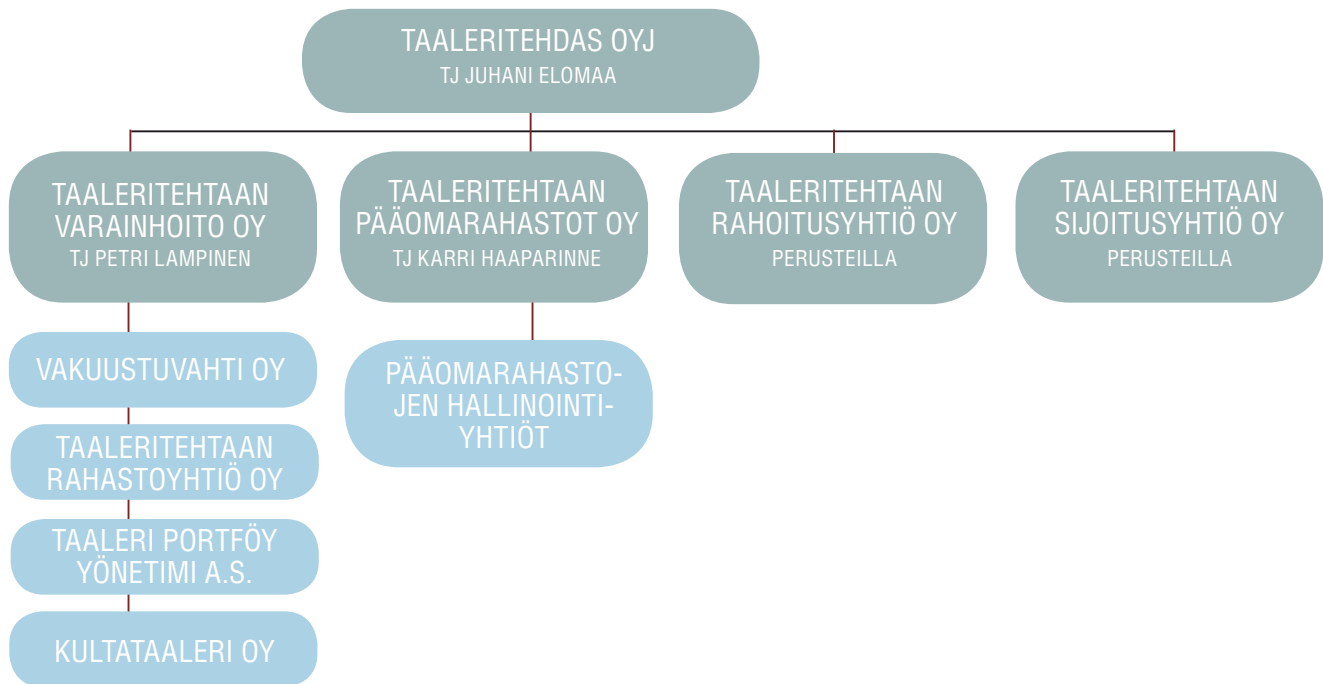 TAALERITEHDAS OYJ
TJ JUHANI ELOMAA
TAALERITEHTAAN
VARAINHOITO OY
TJ PETRI LAMPINEN
TAALERITEHTAAN
PÄÄOMARAHASTOT OY
TJ KARRI HAAPARINNE
TAALERITEHTAAN
RAHOITUSYHTIÖ OY
PERUSTEILLA
TAALERITEHTAAN
SIJOITUSYHTIÖ OY
PERUSTEILLA
VAKUUSTUVAHTI OY
TAALERITEHTAAN
RAHASTOYHTIÖ OY
TAALERI PORTFÖY
YÖNETIMI A.S.
KULTATAALERI OY
PÄÄOMARAHASTO-
JEN HALLINOINTI-
YHTIÖT